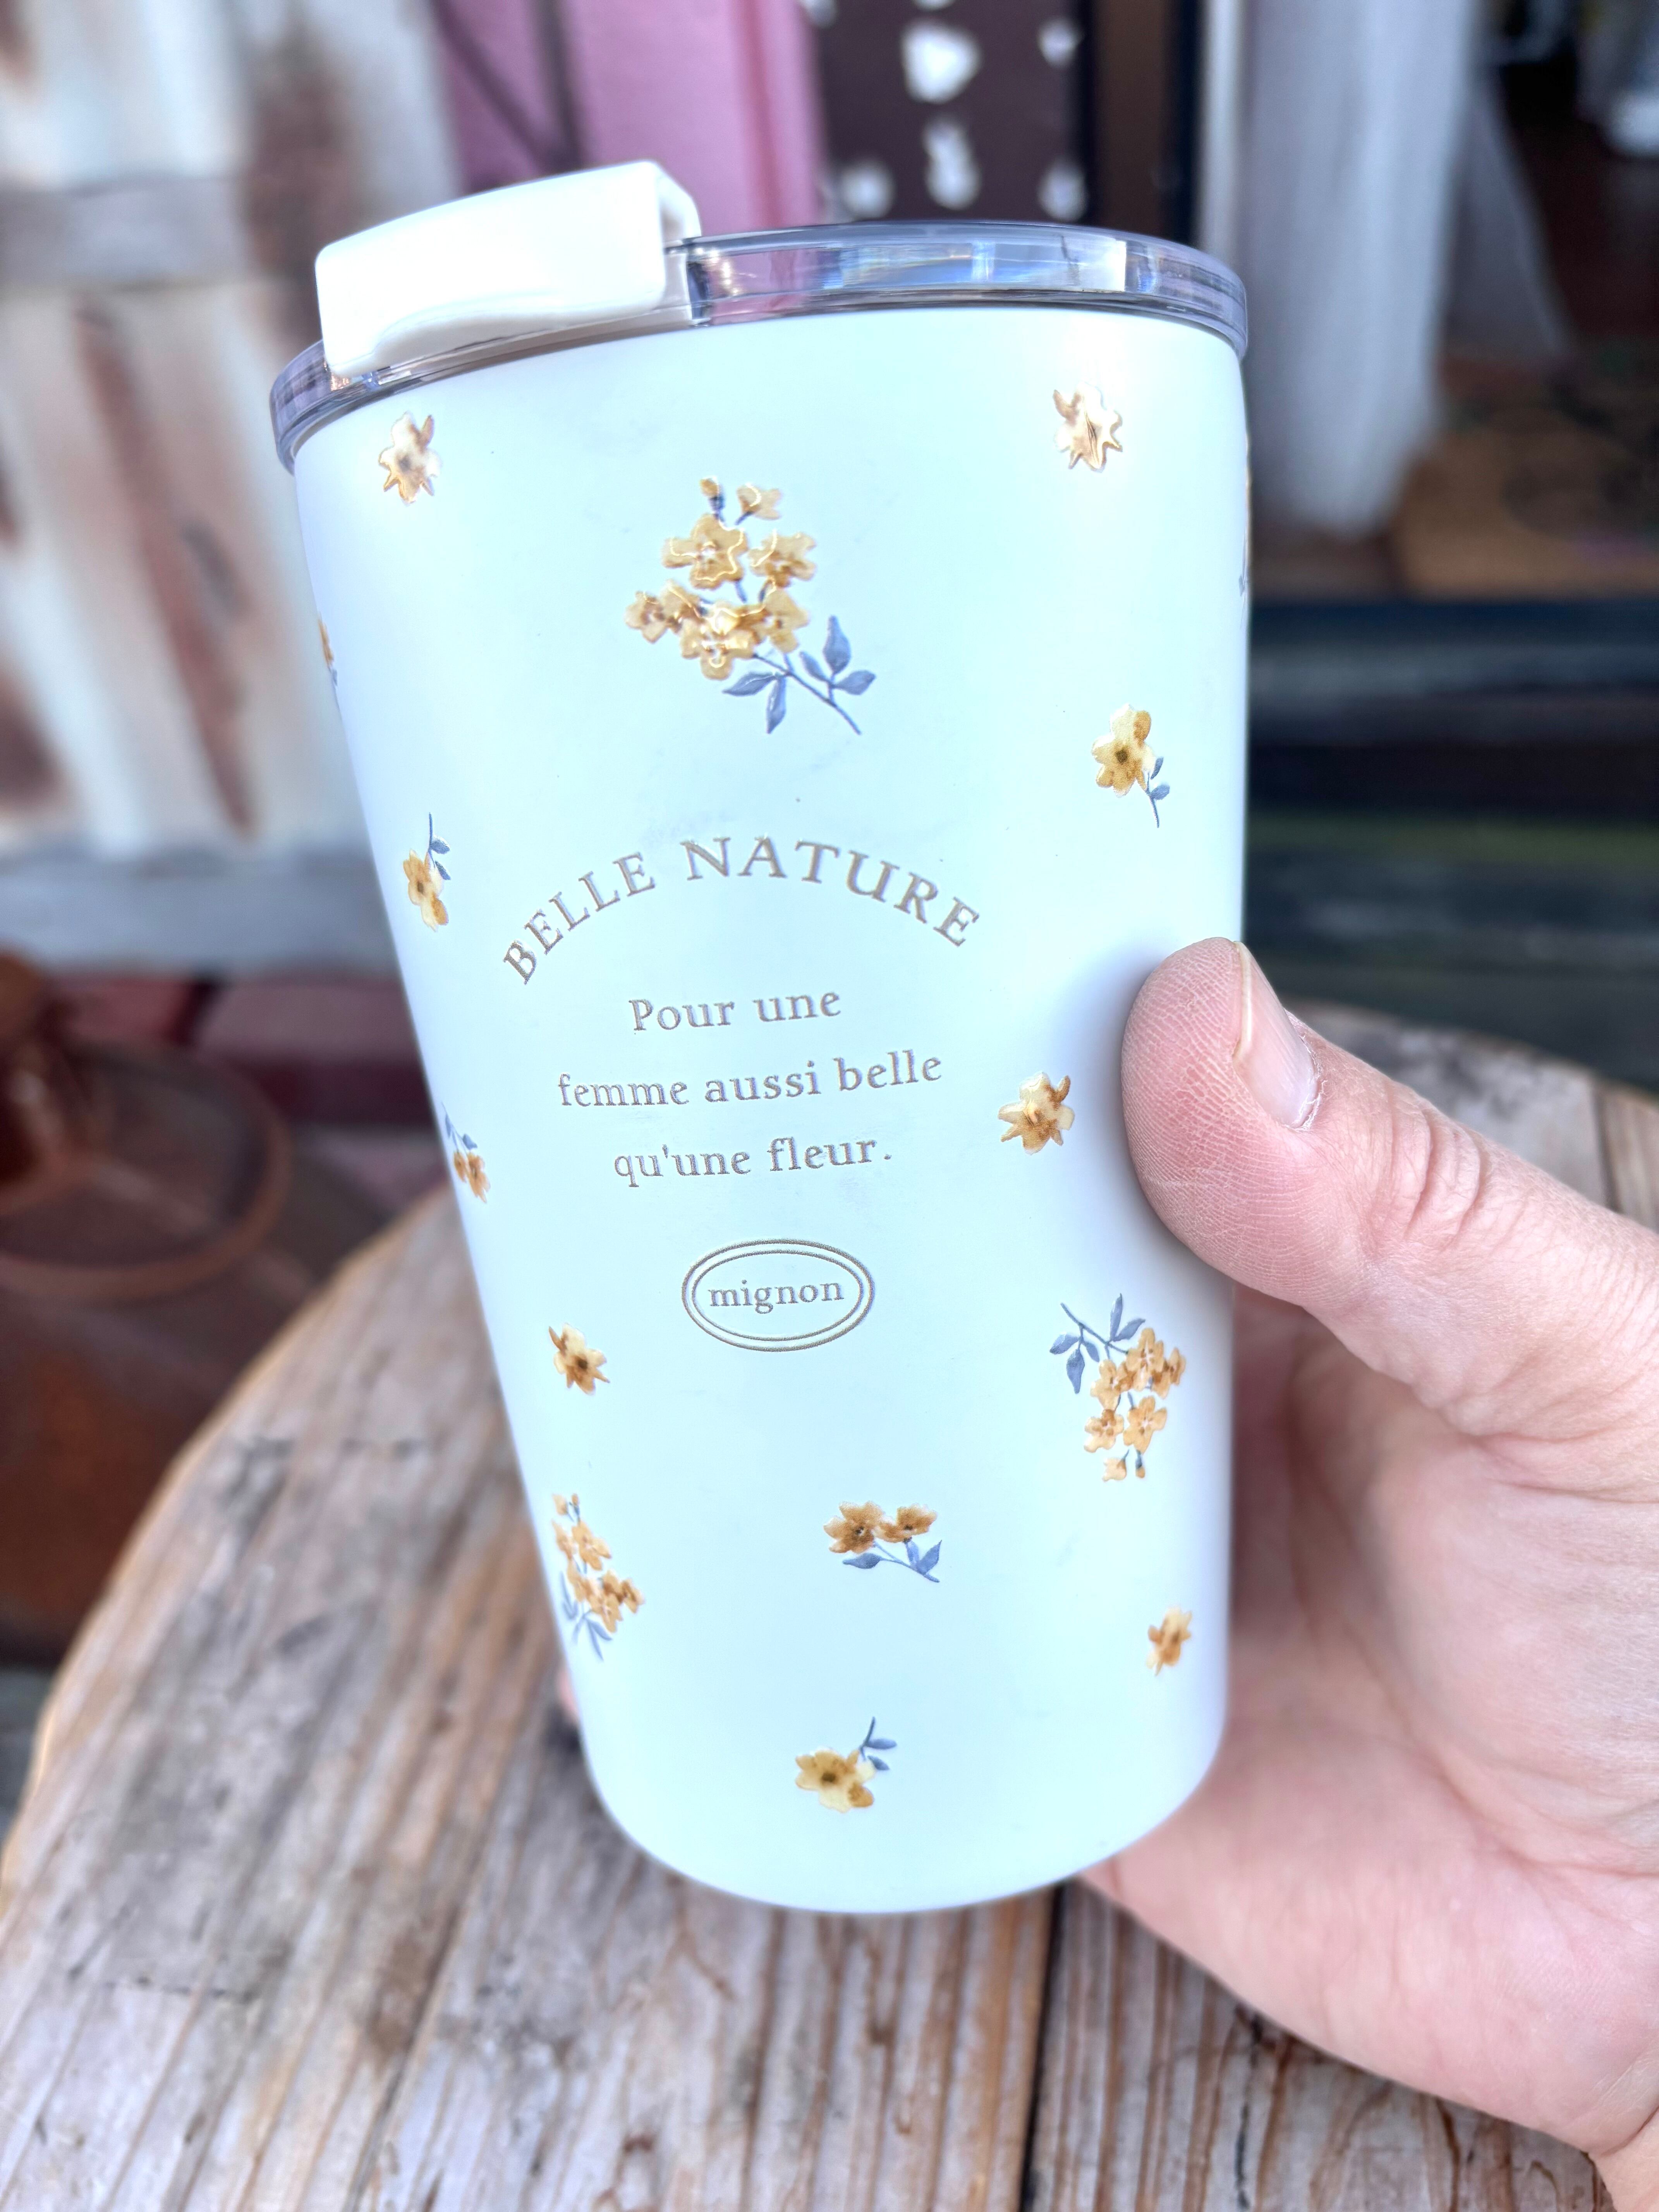 BELLE NATURE
Pour une
femme aussi belle
qu'une fleur.
mignon